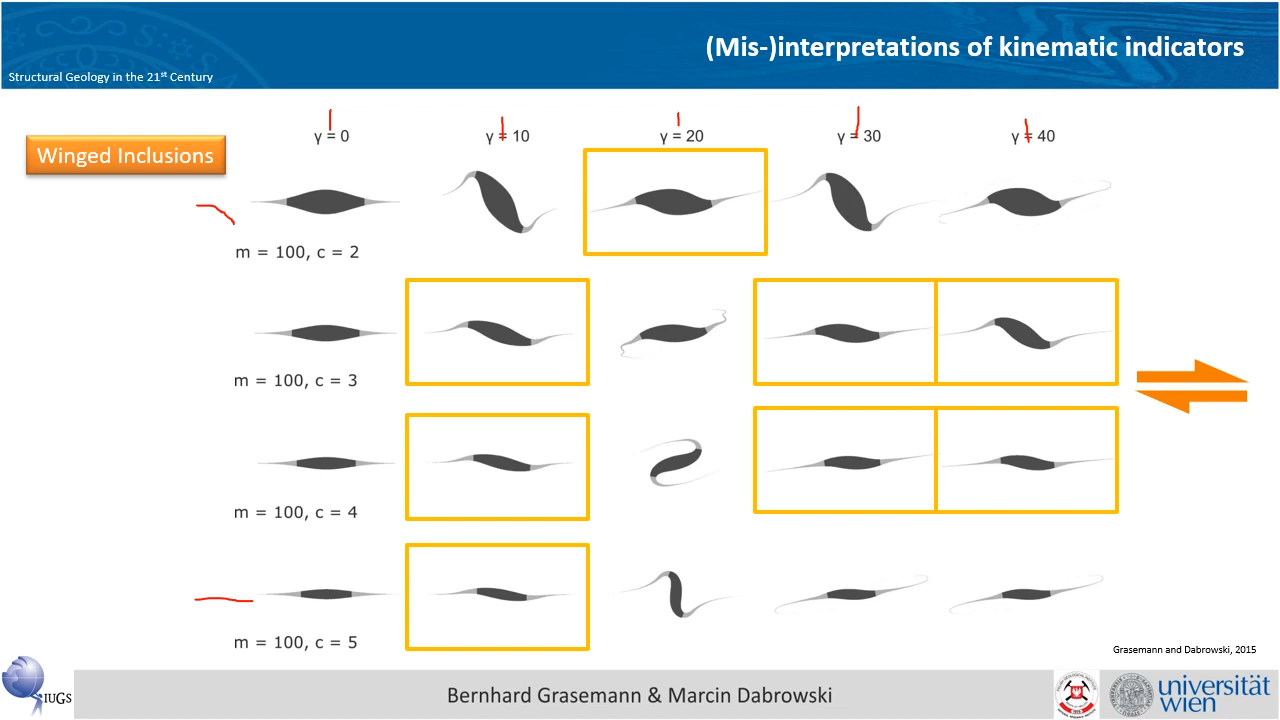 (Mis-)interpretations of kinematic indicators
Structural Geology in the 21st Century
γ = 0
γ = 10
γ = 20
γ = 30
γ = 40
Winged Inclusions
m = 100, c = 2
m = 100, c = 3
m = 100, c = 4
m = 100, c = 5
Grasemann and Dabrowski, 2015
IUGS
Bernhard Grasemann & Marcin Dabrowski
universität
wien